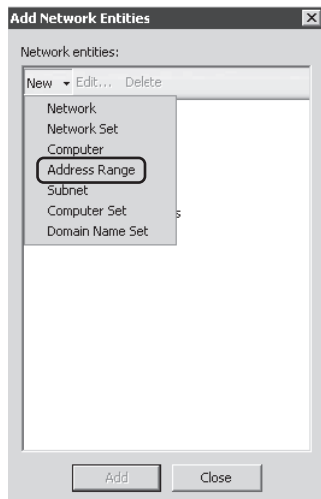 Add Network Entities
Network entities:
New Edit... Delete
Network
Network Set
Computer
Address Range
Subnet
Computer Set
Domain Name Set
Add Close